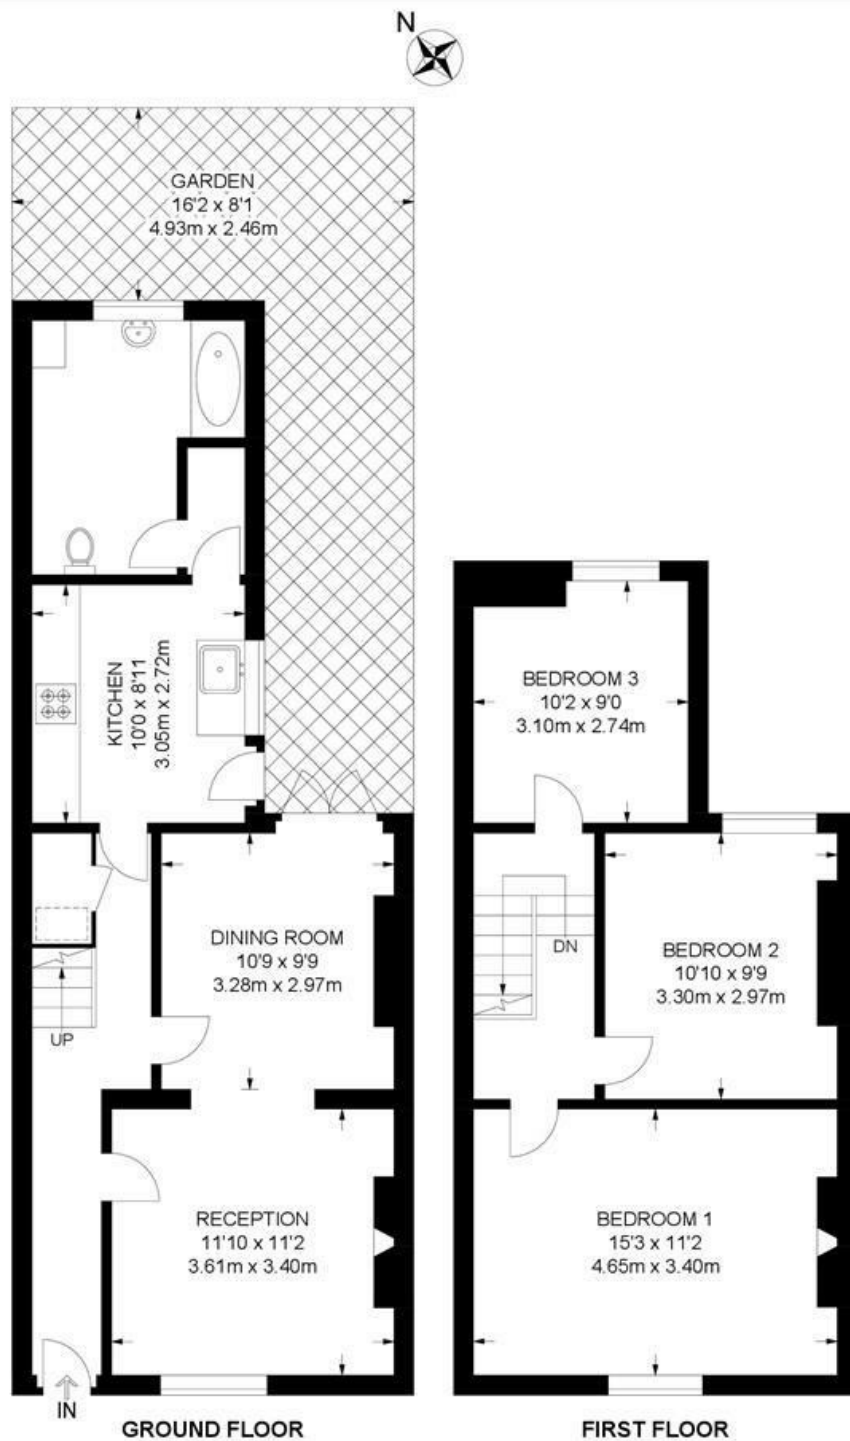 N
GARDEN
16'2 x 8'1
4.93m x 2.46m
KITCHEN
10'0 x 8'11
3.05m x 2.72m
BEDROOM 3
10'2 x 9'0
3.10m x 2.74m
DINING ROOM
10'9 x 9'9
3.28m x 2.97m
DN
BEDROOM 2
10'10 x 9'9
3.30m x 2.97m
UP
RECEPTION
11'10 x 11'2
3.61m x 3.40m
BEDROOM 1
15'3 x 11'2
4.65m x 3.40m
IN
GROUND FLOOR
FIRST FLOOR